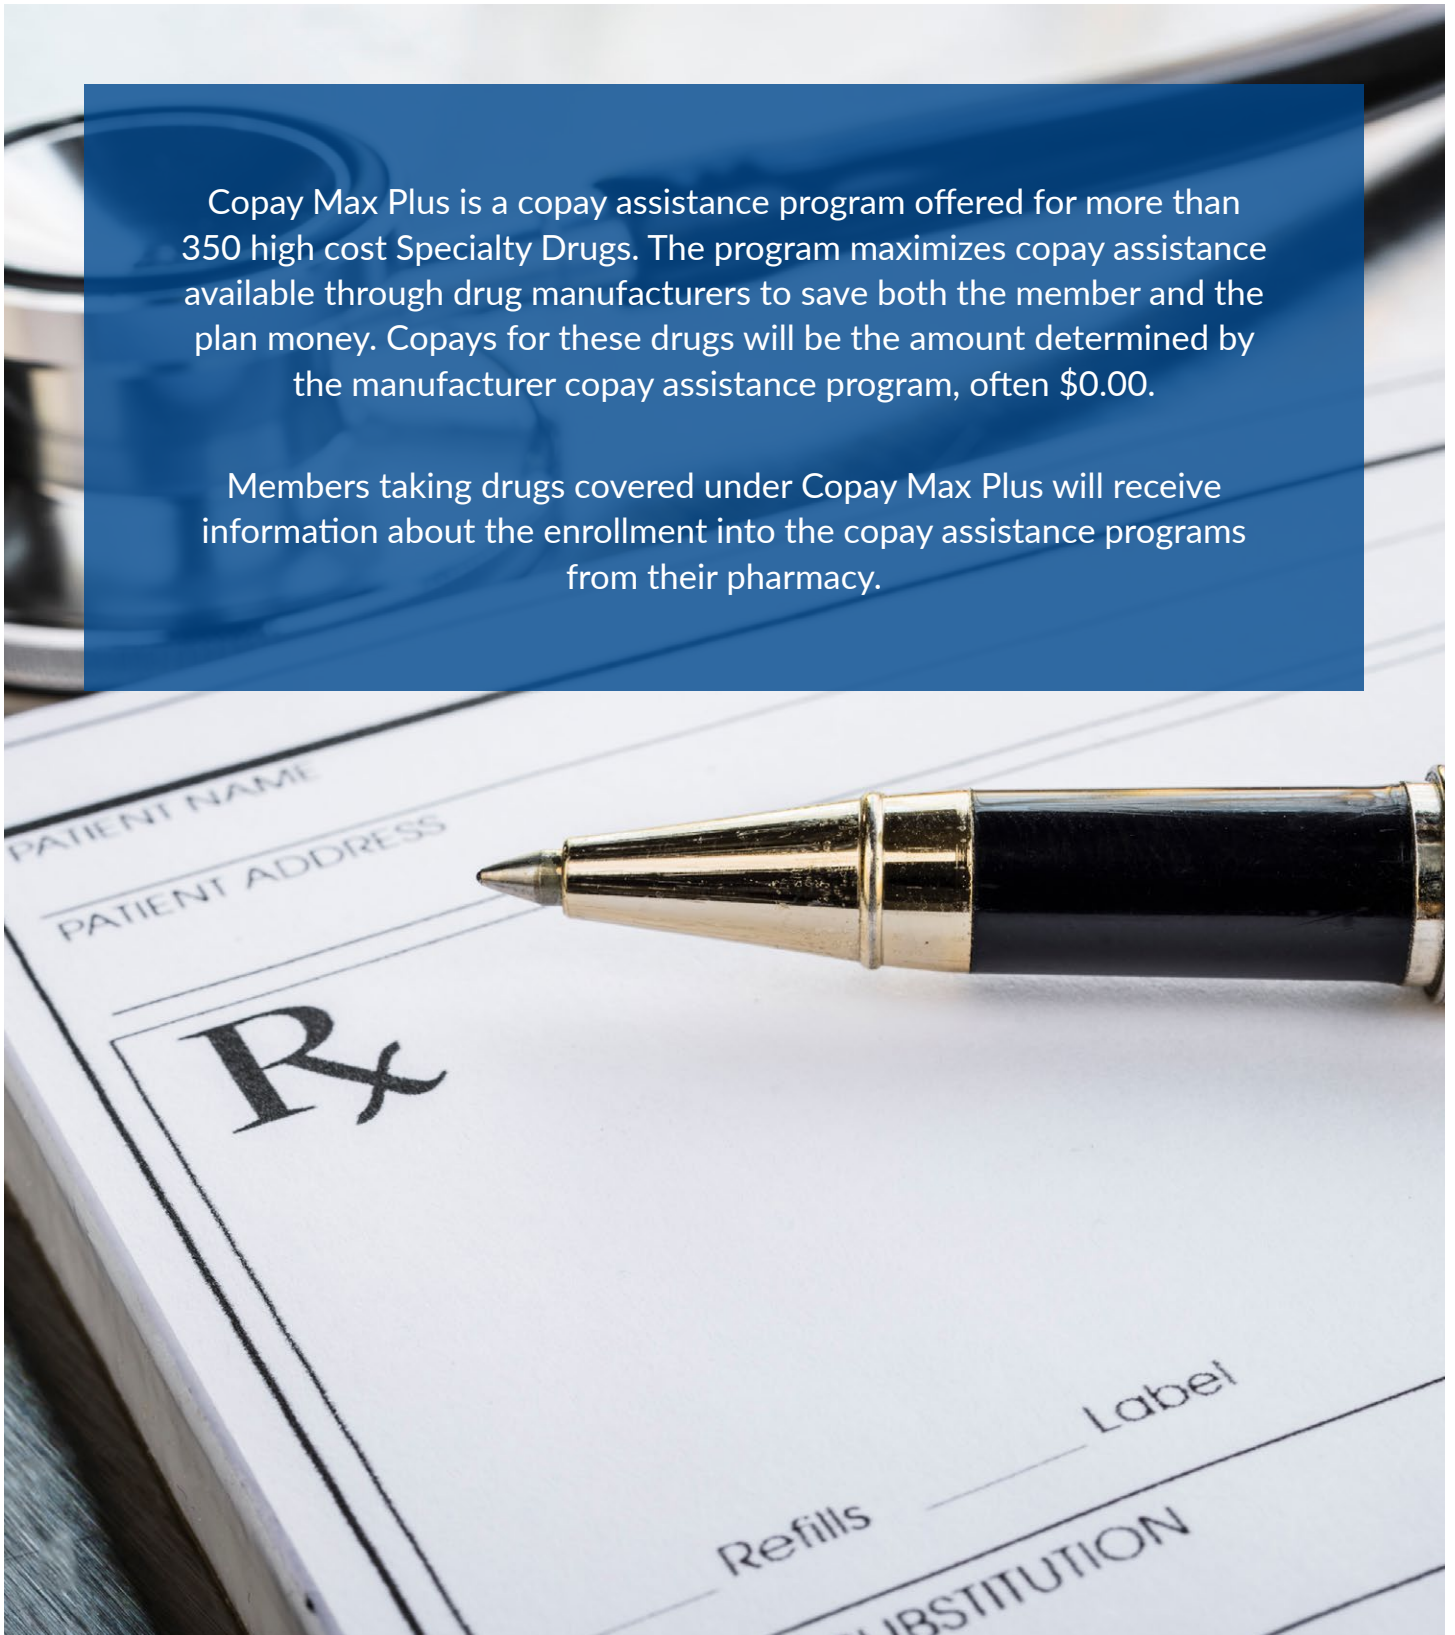 Copay Max Plus is a copay assistance program offered for more than
350 high cost Specialty Drugs. The program maximizes copay assistance
available through drug manufacturers to save both the member and the
plan money. Copays for these drugs will be the amount determined by
the manufacturer copay assistance program, often $0.00.
Members taking drugs covered under Copay Max Plus will receive
information about the enrollment into the copay assistance programs
from their pharmacy.
PATIENT NAME
PATIENT ADDRESS
Rx
Label
Refills
UBSTITUTION